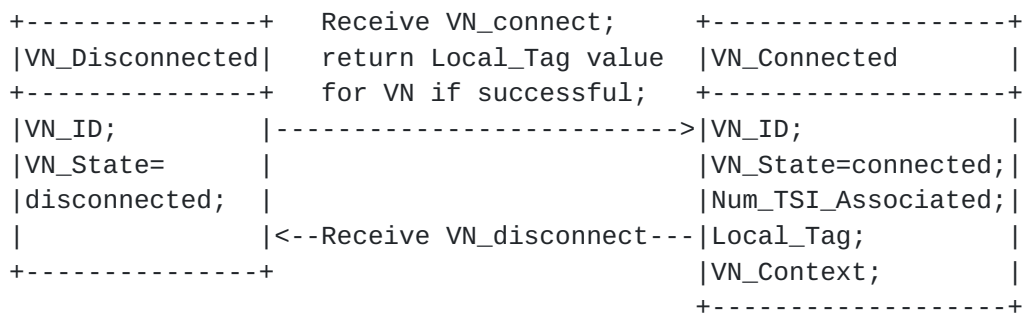 +---------------+   Receive VN_connect;     +-------------------+
|VN_Disconnected|   return Local_Tag value  |VN_Connected       |
+---------------+   for VN if successful;   +-------------------+
|VN_ID;         |-------------------------->|VN_ID;             |
|VN_State=      |                           |VN_State=connected;|
|disconnected;  |                           |Num_TSI_Associated;|
|               |<--Receive VN_disconnect---|Local_Tag;         |
+---------------+                           |VN_Context;        |
                                            +-------------------+